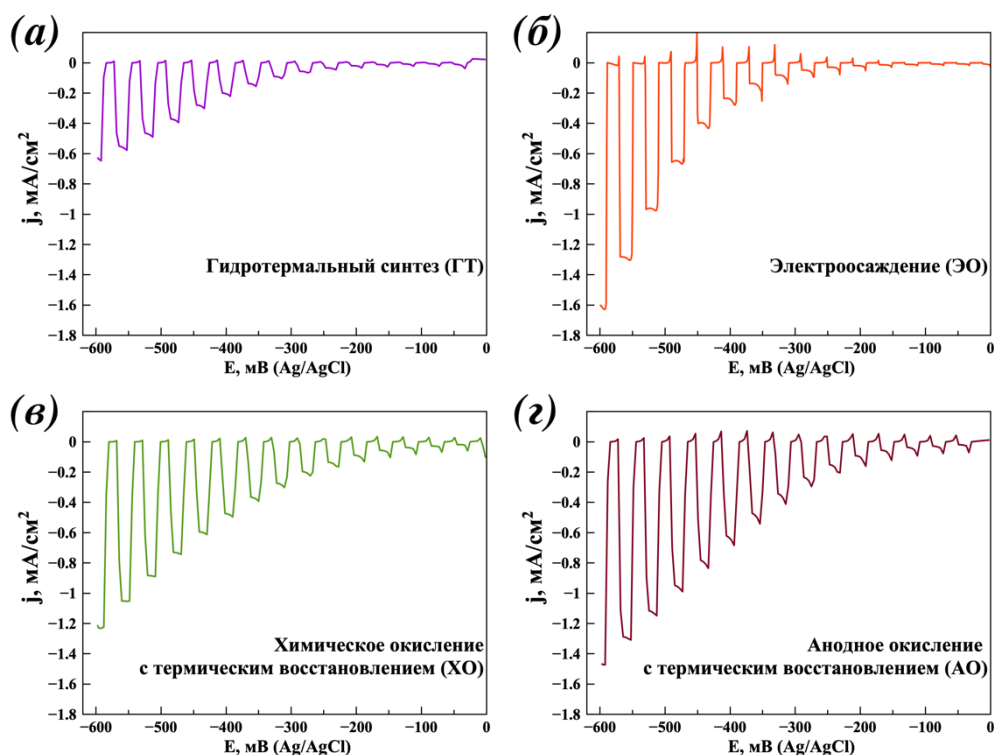 (а)
0
−0.2
−0.4
−0.6
−0.8
−1
−1.2
−1.4
−1.6
−1.8
j, мА/см²
Гидротермальный синтез (ГТ)
−600 −500 −400 −300 −200 −100 0
E, мВ (Ag/AgCl)
(б)
0
−0.2
−0.4
−0.6
−0.8
−1
−1.2
−1.4
−1.6
−1.8
j, мА/см²
Электроосаждение (ЭО)
−600 −500 −400 −300 −200 −100 0
E, мВ (Ag/AgCl)
(в)
0
−0.2
−0.4
−0.6
−0.8
−1
−1.2
−1.4
−1.6
−1.8
j, мА/см²
Химическое окисление
с термическим восстановлением (ХО)
−600 −500 −400 −300 −200 −100 0
E, мВ (Ag/AgCl)
(г)
0
−0.2
−0.4
−0.6
−0.8
−1
−1.2
−1.4
−1.6
−1.8
j, мА/см²
Анодное окисление
с термическим восстановлением (АО)
−600 −500 −400 −300 −200 −100 0
E, мВ (Ag/AgCl)